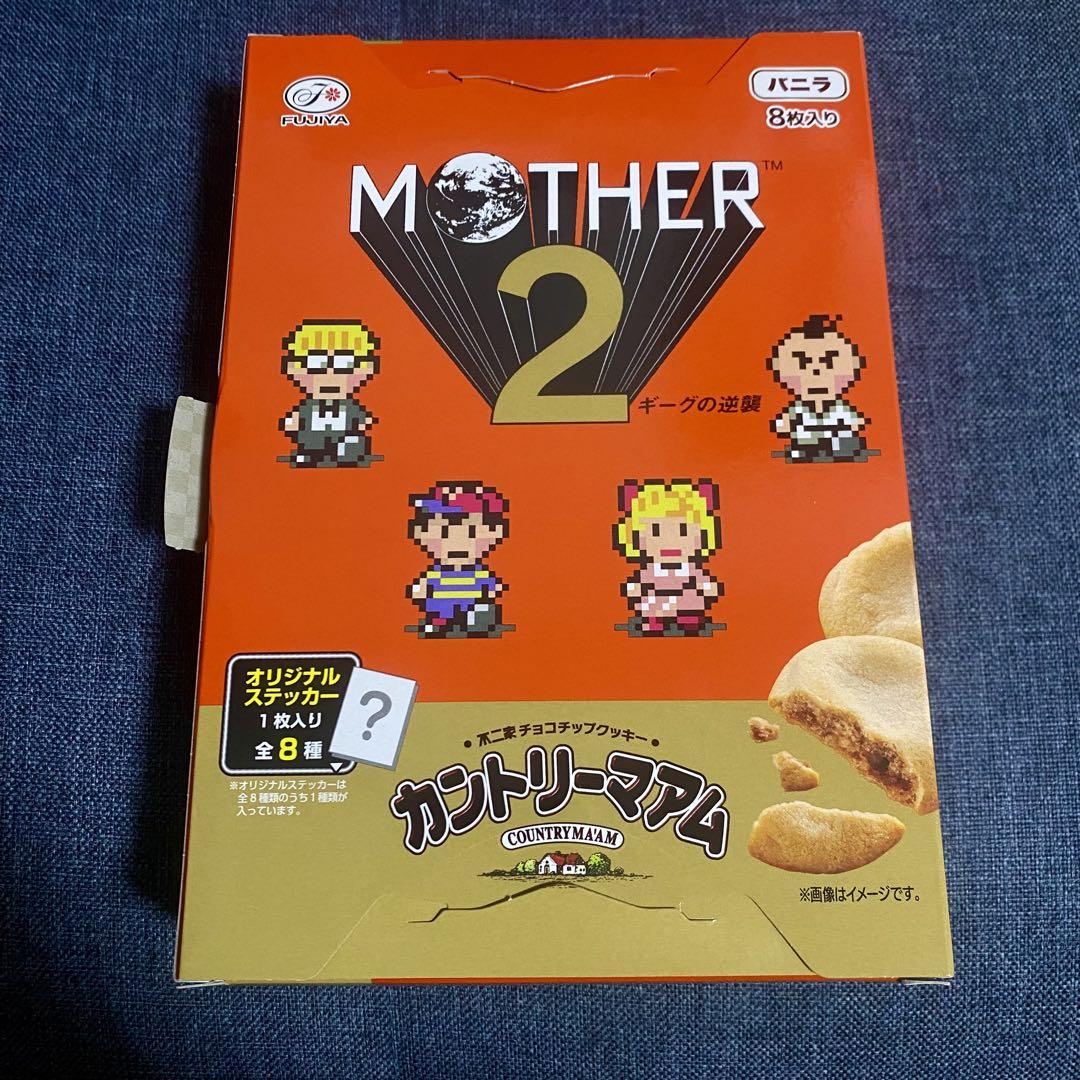 FUJIYA
バニラ
8枚入り
MOTHER™
2
ギーグの逆襲
オリジナル
ステッカー
1枚入り
全8種
?
※オリジナルステッカーは
全8種類のうち1種類が
入っています。
・不二家チョコチップクッキー・
カントリーマアム
COUNTRY MA'AM
※画像はイメージです。